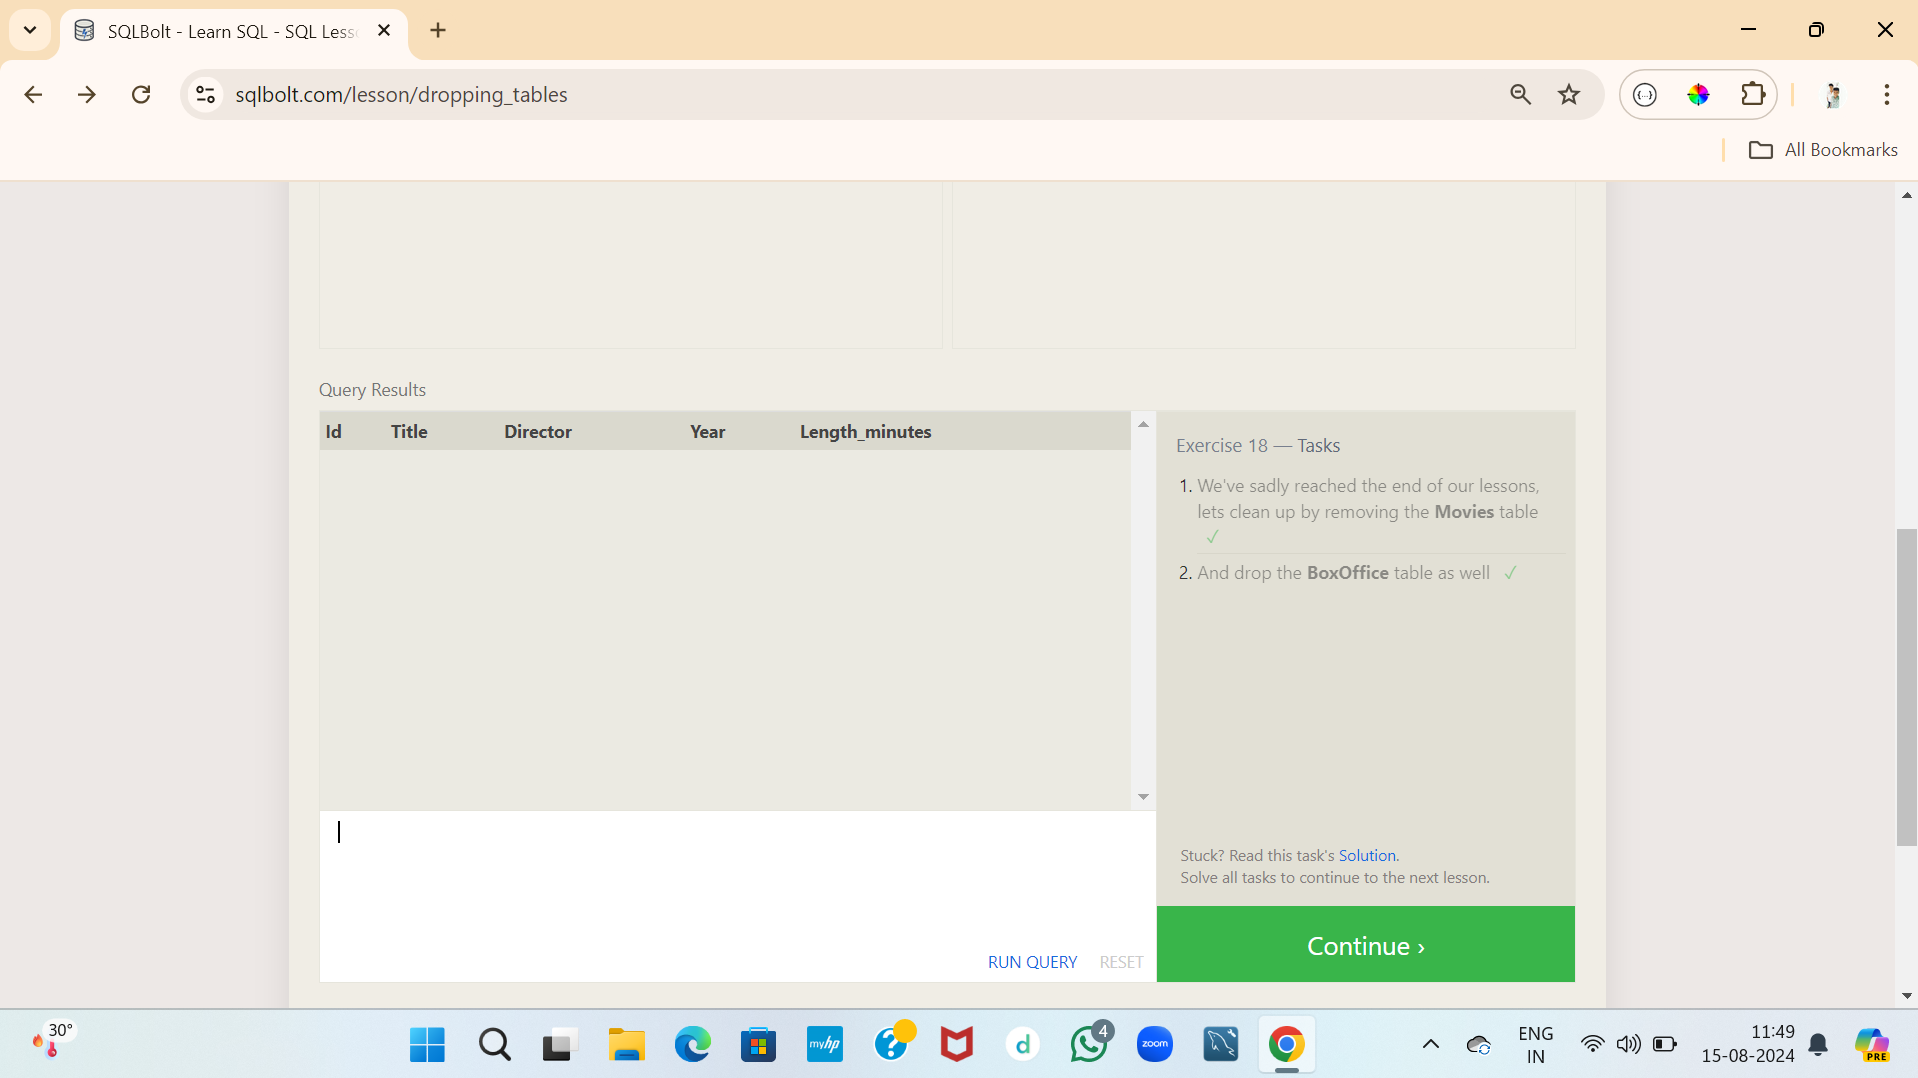 SQLBolt - Learn SQL - SQL Less
sqlbolt.com/lesson/dropping_tables
All Bookmarks
Query Results
Id Title Director Year Length_minutes
Exercise 18 — Tasks
1. We've sadly reached the end of our lessons,
lets clean up by removing the Movies table
✓
2. And drop the BoxOffice table as well ✓
Stuck? Read this task's Solution.
Solve all tasks to continue to the next lesson.
RUN QUERY RESET
Continue ›
30°
myhp
?
d
4
zoom
ENG
IN
11:49
15-08-2024
PRE